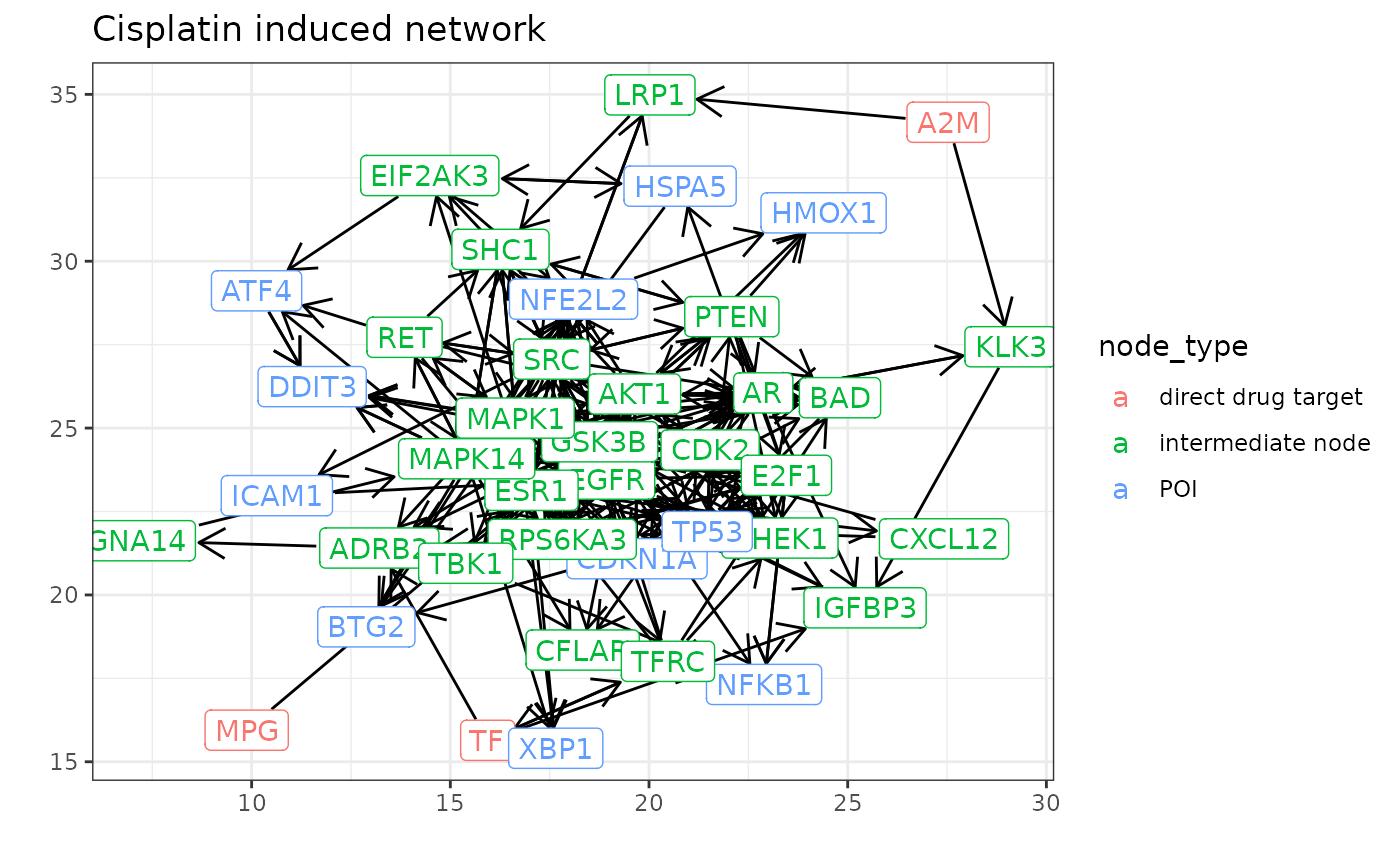 Cisplatin induced network
35
30
25
20
15
10
15
20
25
30
LRP1
A2M
EIF2AK3
HSPA5
HMOX1
SHC1
ATF4
NFE2L2
PTEN
RET
KLK3
SRC
DDIT3
AKT1
AR
BAD
MAPK1
GSK3B
CDK2
MAPK14
E2F1
EGFR
ESR1
ICAM1
GNA14
ADRB2
RPS6KA3
TP53
HEK1
CXCL12
TBK1
CDKN1A
IGFBP3
BTG2
CFLAR
TFRC
NFKB1
MPG
TF
XBP1
node_type
a direct drug target
a intermediate node
a POI